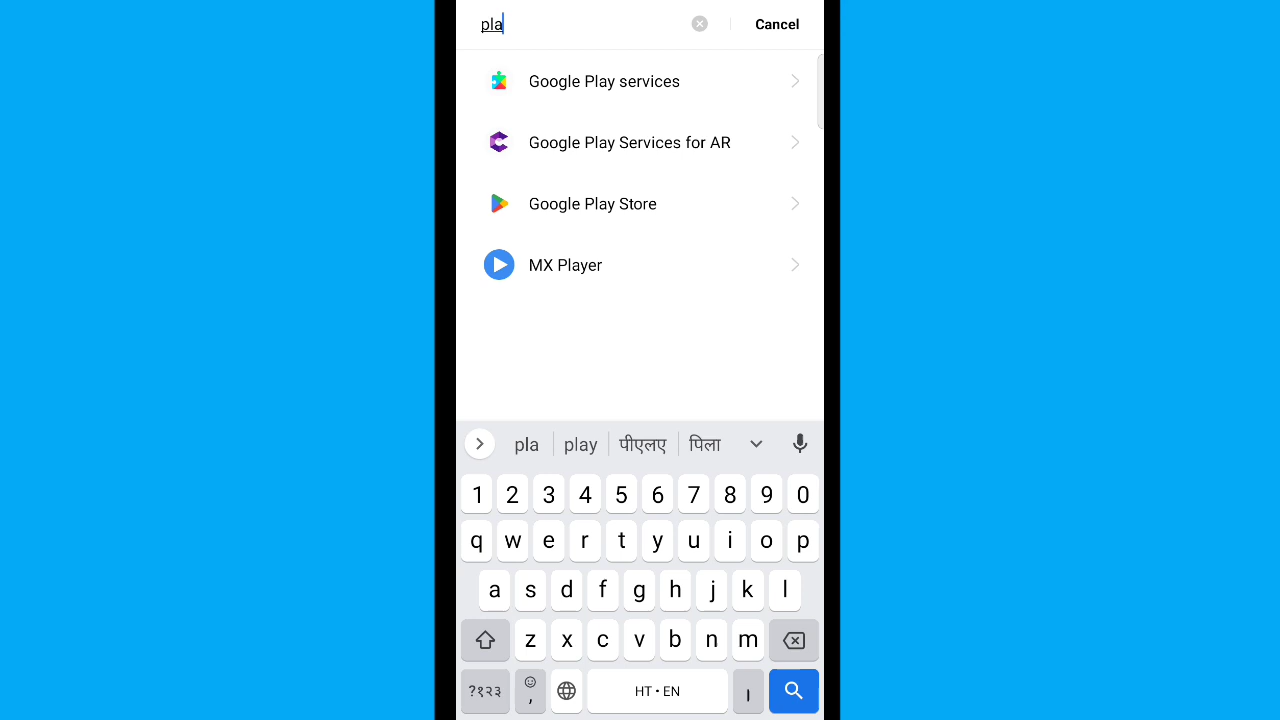 pla Cancel
Google Play services
Google Play Services for AR
Google Play Store
MX Player
pla play पीएलए पिला
1 2 3 4 5 6 7 8 9 0
q w e r t y u i o p
a s d f g h j k l
z x c v b n m
?१२३ , HT • EN ।